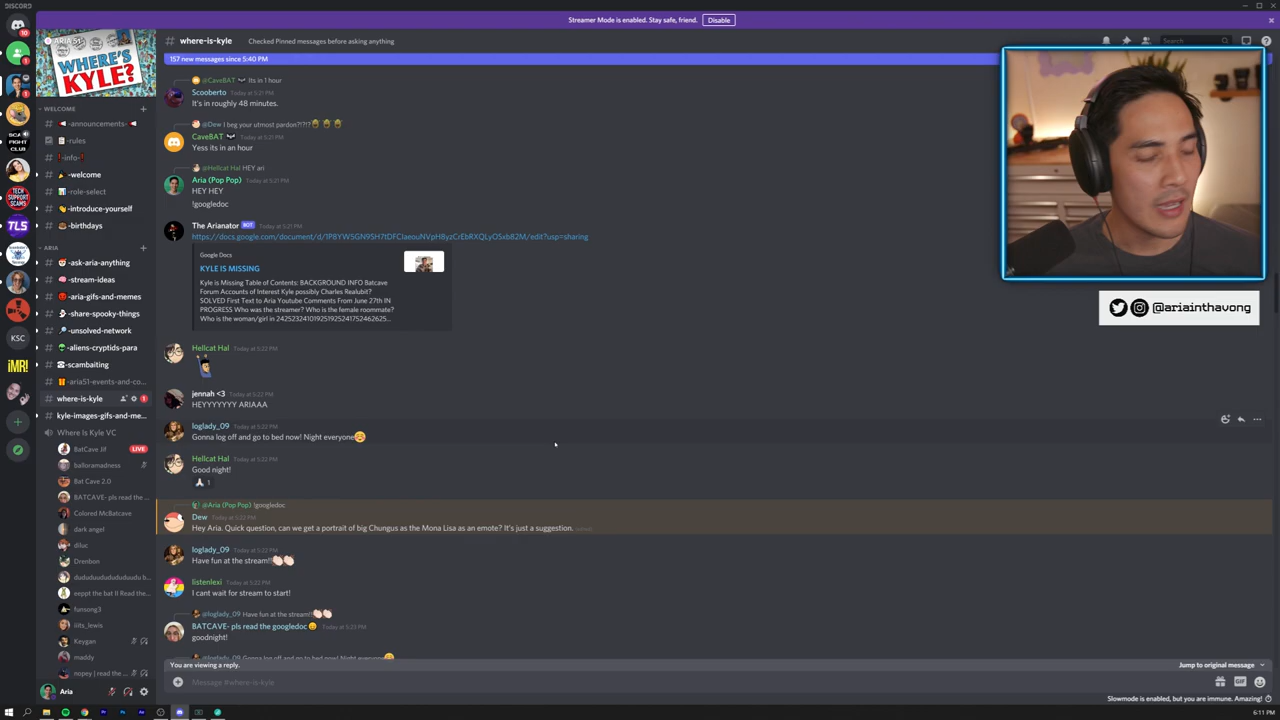 DISCORD
Streamer Mode is enabled. Stay safe, friend.
Disable
ARIA 51
WHERE'S
KYLE?
# where-is-kyle
Checked Pinned messages before asking anything
Search
157 new messages since 5:40 PM
WELCOME
-announcements-
-rules
-info-
-welcome
-role-select
-introduce-yourself
-birthdays
ARIA
-ask-aria-anything
-stream-ideas
-aria-gifs-and-memes
-share-spooky-things
-unsolved-network
-aliens-cryptids-para
-scambaiting
-aria51-events-and-co...
where-is-kyle
1
kyle-images-gifs-and-me...
Where Is Kyle VC
BatCave Jif
LIVE
balloramadness
Bat Cave 2.0
BATCAVE- pls read the
Colored McBatcave
dark angel
diluc
Drenbon
dududuududududuudu b...
eeppt the bat II Read the...
funsong3
iiits_lewis
Keygan
maddy
nopey ( read the ...
Aria
TLS
KSC
iMR!
@CaveBAT Its in 1 hour
Scooberto Today at 5:21 PM
It's in roughly 48 minutes.
@Dew I beg your utmost pardon?!?!?
CaveBAT Today at 5:21 PM
Yess its in an hour
@Hellcat Hal HEY ari
Aria (Pop Pop) Today at 5:21 PM
HEY HEY
!googledoc
The Arianator BOT Today at 5:21 PM
Google Docs
KYLE IS MISSING
Kyle is Missing Table of Contents: BACKGROUND INFO Batcave
Forum Accounts of Interest Kyle possibly Charles Realubit?
SOLVED First Text to Aria Youtube Comments From June 27th IN
PROGRESS Who was the streamer? Who is the female roommate?
Who is the woman/girl in 242523241019251925241752462625...
Hellcat Hal Today at 5:22 PM
jennah <3 Today at 5:22 PM
HEYYYYYYY ARIAAA
loglady_09 Today at 5:22 PM
Gonna log off and go to bed now! Night everyone
Hellcat Hal Today at 5:22 PM
Good night!
1
@Aria (Pop Pop) !googledoc
Dew Today at 5:22 PM
Hey Aria. Quick question, can we get a portrait of big Chungus as the Mona Lisa as an emote? It's just a suggestion. (edited)
loglady_09 Today at 5:22 PM
Have fun at the stream!!
listenlexi Today at 5:23 PM
I cant wait for stream to start!
@loglady_09 Have fun at the stream!!
BATCAVE- pls read the googledoc Today at 5:23 PM
goodnight!
@loglady_09 Gonna log off and go to bed now! Night everyone
You are viewing a reply.
Jump to original message
Message #where-is-kyle
GIF
Slowmode is enabled, but you are immune. Amazing!
@ariainthavong
6:11 PM